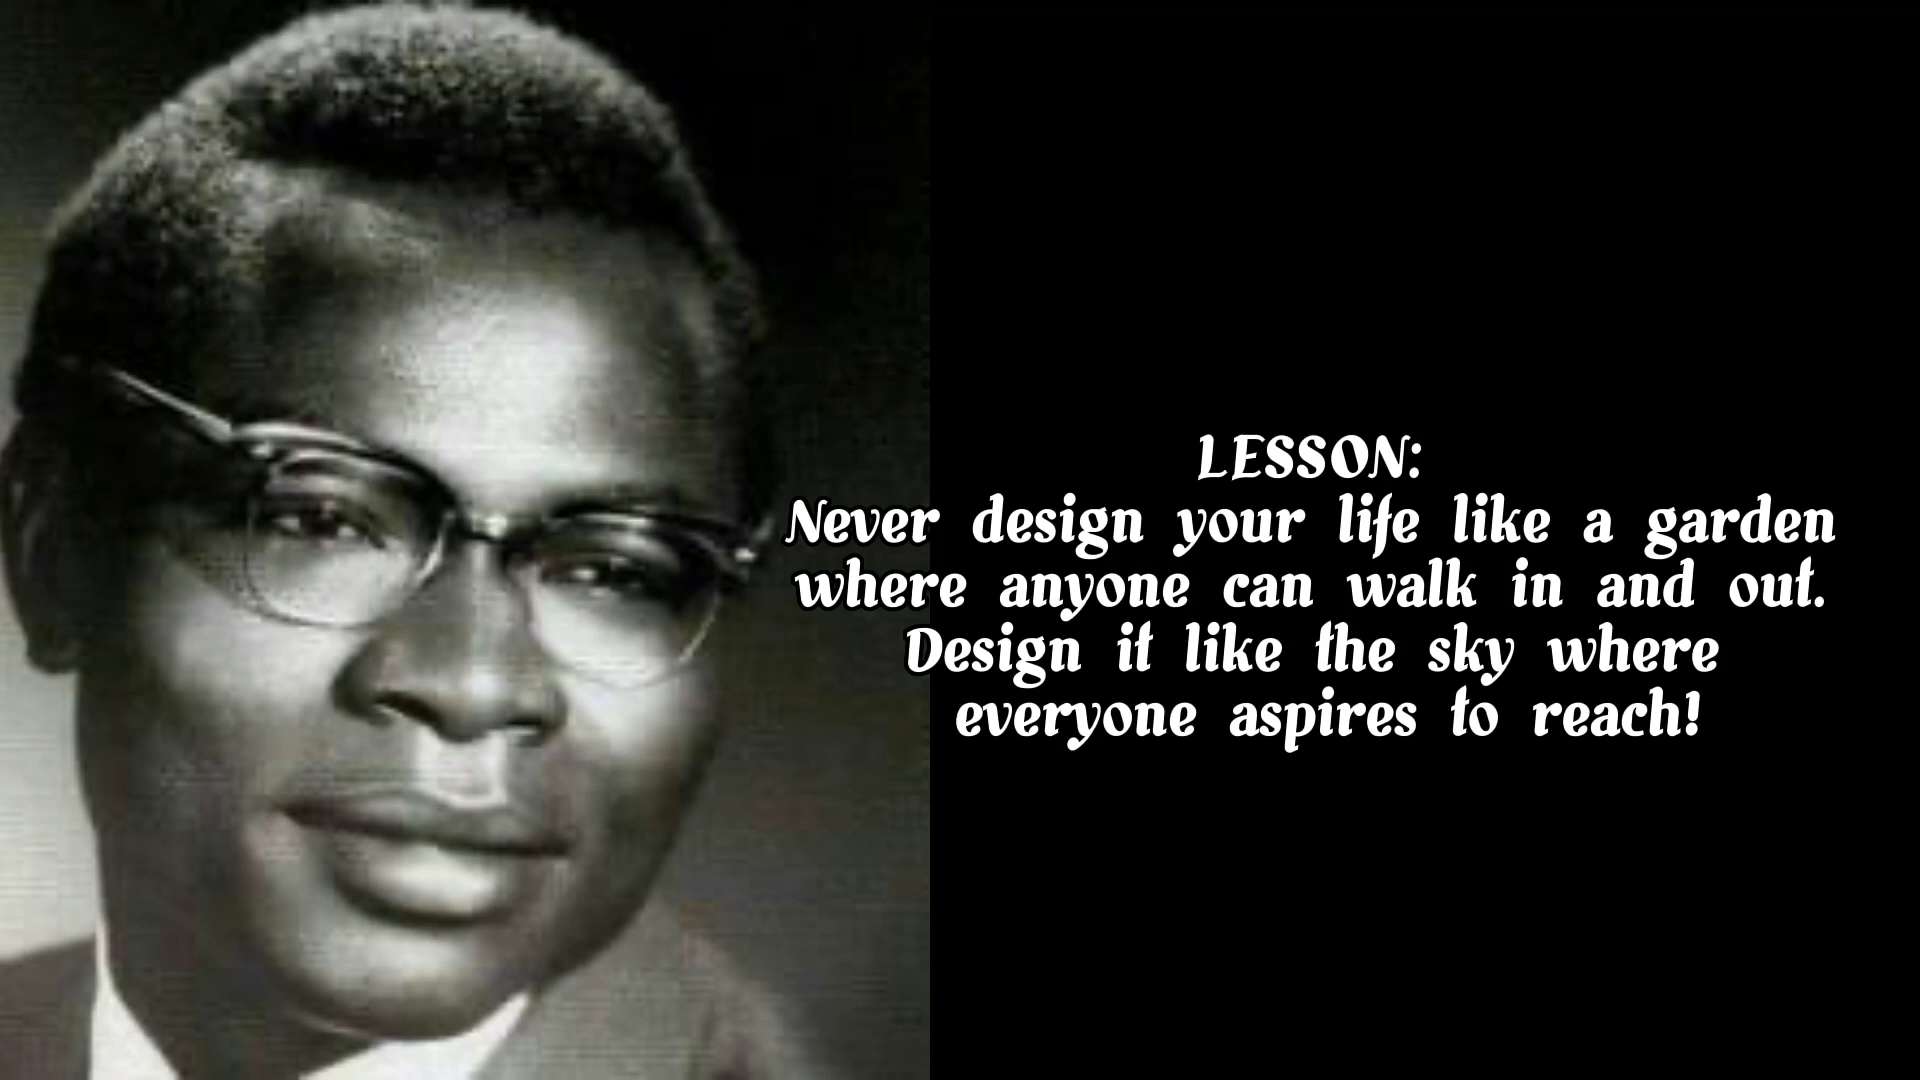 LESSON:
Never design your life like a garden
where anyone can walk in and out.
Design it like the sky where
everyone aspires to reach!